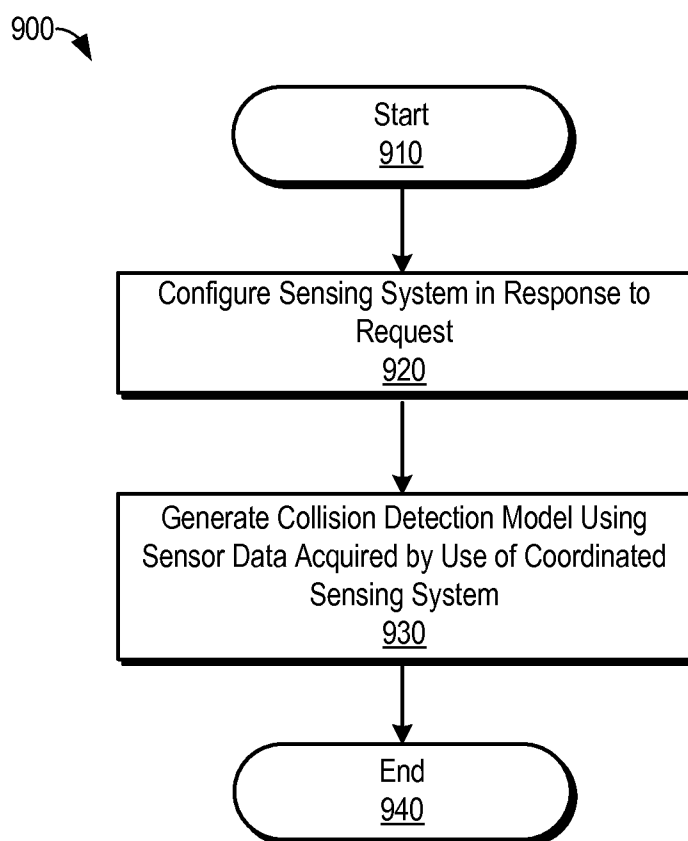 900
Start
910
Configure Sensing System in Response to
Request
920
Generate Collision Detection Model Using
Sensor Data Acquired by Use of Coordinated
Sensing System
930
End
940